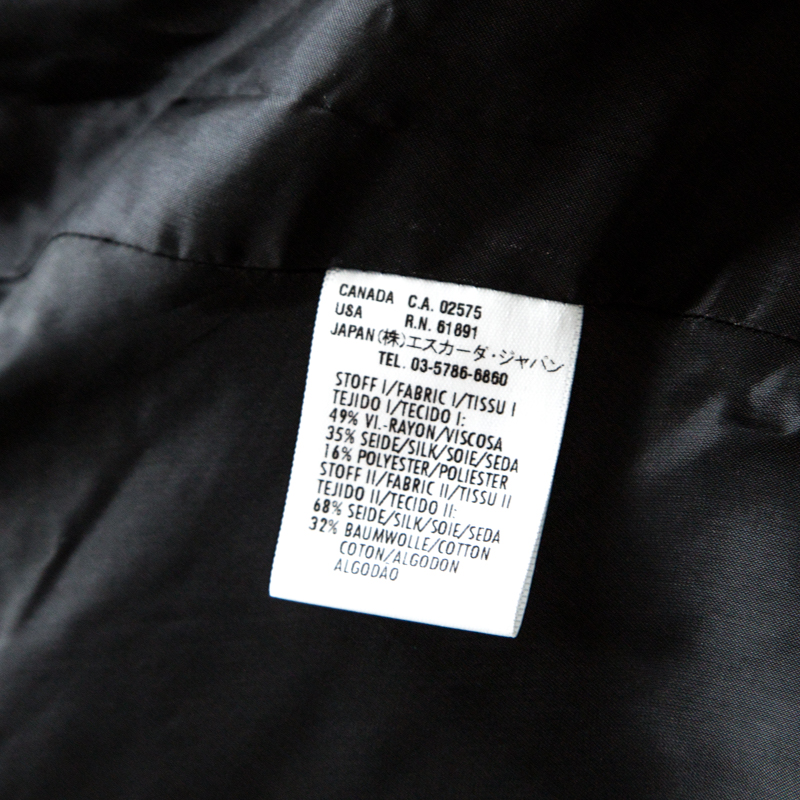 CANADA C.A. 02575
USA R.N. 61891
JAPAN (株)エスカーダ・ジャパン
TEL. 03-5786-6860
STOFF I/FABRIC I/TISSU I
TEJIDO I/TECIDO I:
49% VI.-RAYON/VISCOSA
35% SEIDE/SILK/SOIE/SEDA
16% POLYESTER/POLIESTER
STOFF II/FABRIC II/TISSU II
TEJIDO II/TECIDO II:
68% SEIDE/SILK/SOIE/SEDA
32% BAUMWOLLE/COTTON
COTON/ALGODON
ALGODÃO